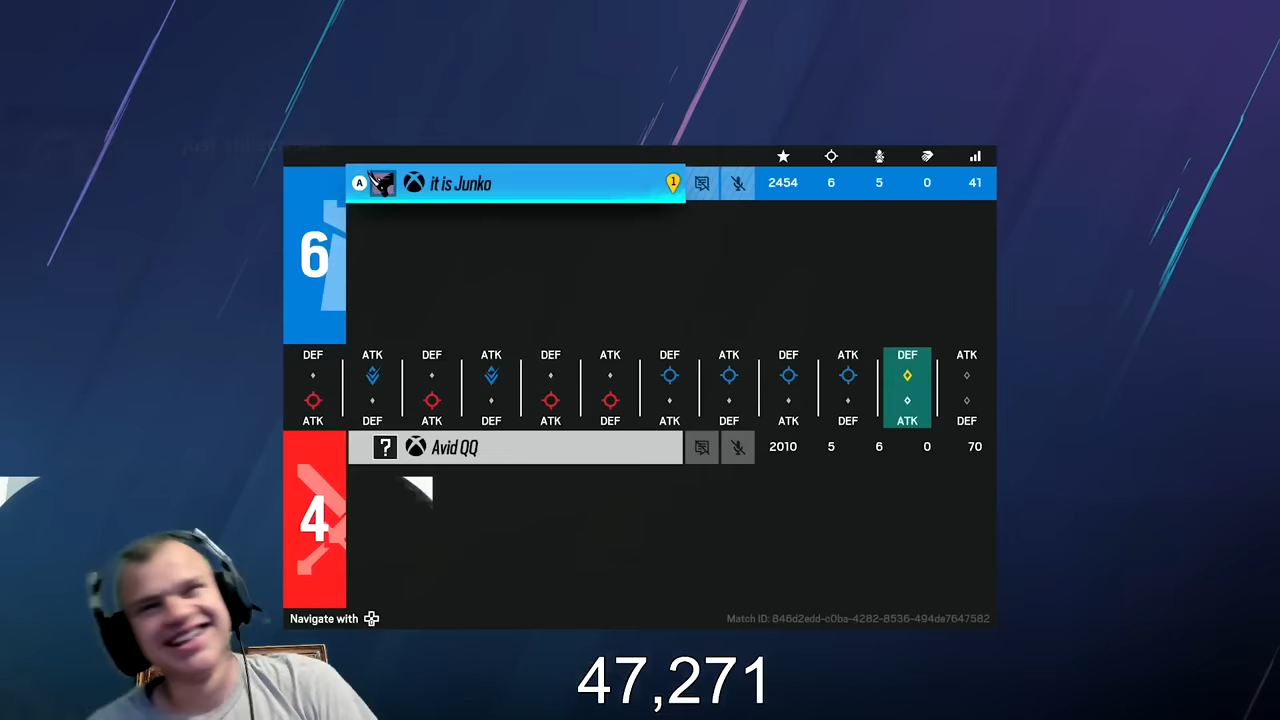 A it is Junko 1 2454 6 5 0 41
6
DEF ATK DEF ATK DEF ATK DEF ATK DEF ATK DEF ATK
ATK DEF ATK DEF ATK DEF ATK DEF ATK DEF ATK DEF
? Avid QQ 2010 5 6 0 70
4
Navigate with
Match ID: 846d2edd-c0ba-4282-8536-494de7647582
47,271